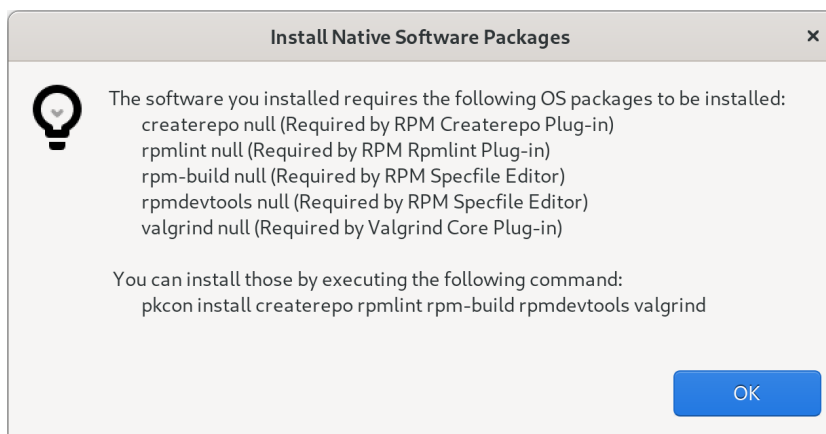 Install Native Software Packages
×
The software you installed requires the following OS packages to be installed:
createrepo null (Required by RPM Createrepo Plug-in)
rpmlint null (Required by RPM Rpmlint Plug-in)
rpm-build null (Required by RPM Specfile Editor)
rpmdevtools null (Required by RPM Specfile Editor)
valgrind null (Required by Valgrind Core Plug-in)
You can install those by executing the following command:
pkcon install createrepo rpmlint rpm-build rpmdevtools valgrind
OK